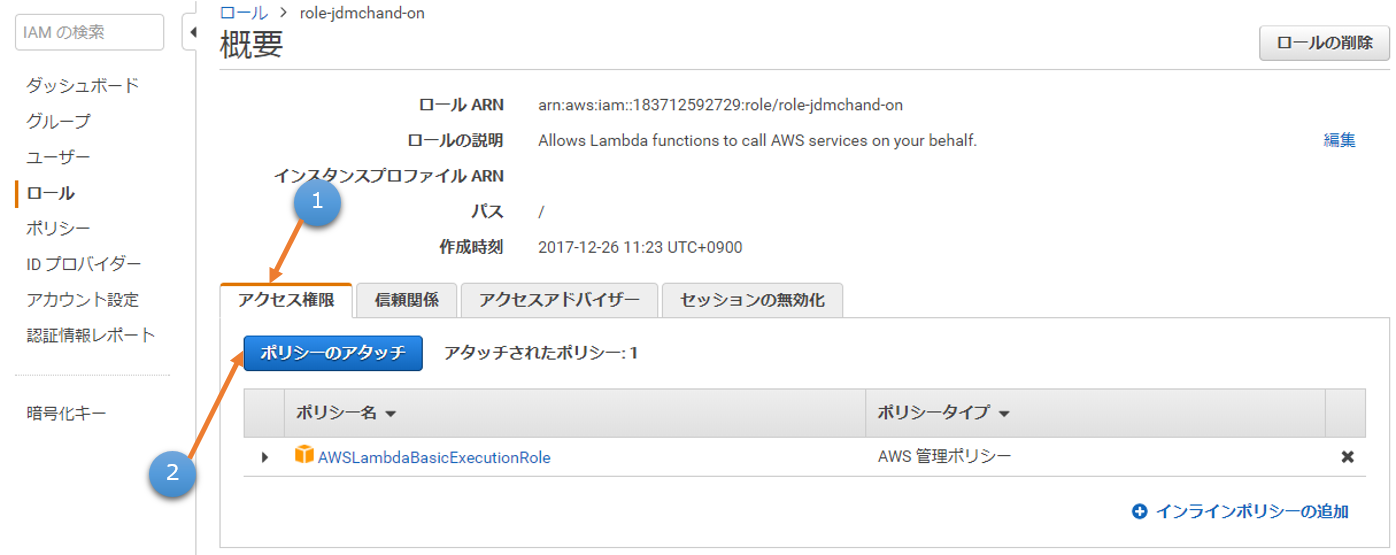 IAM の検索
ダッシュボード
グループ
ユーザー
ロール
ポリシー
ID プロバイダー
アカウント設定
認証情報レポート
暗号化キー
ロール > role-jdmchand-on
概要
ロールの削除
ロール ARN arn:aws:iam::183712592729:role/role-jdmchand-on
ロールの説明 Allows Lambda functions to call AWS services on your behalf. 編集
インスタンスプロファイル ARN
パス /
作成時刻 2017-12-26 11:23 UTC+0900
1
アクセス権限 信頼関係 アクセスアドバイザー セッションの無効化
ポリシーのアタッチ アタッチされたポリシー: 1
2
ポリシー名 ポリシータイプ
AWSLambdaBasicExecutionRole AWS 管理ポリシー
インラインポリシーの追加